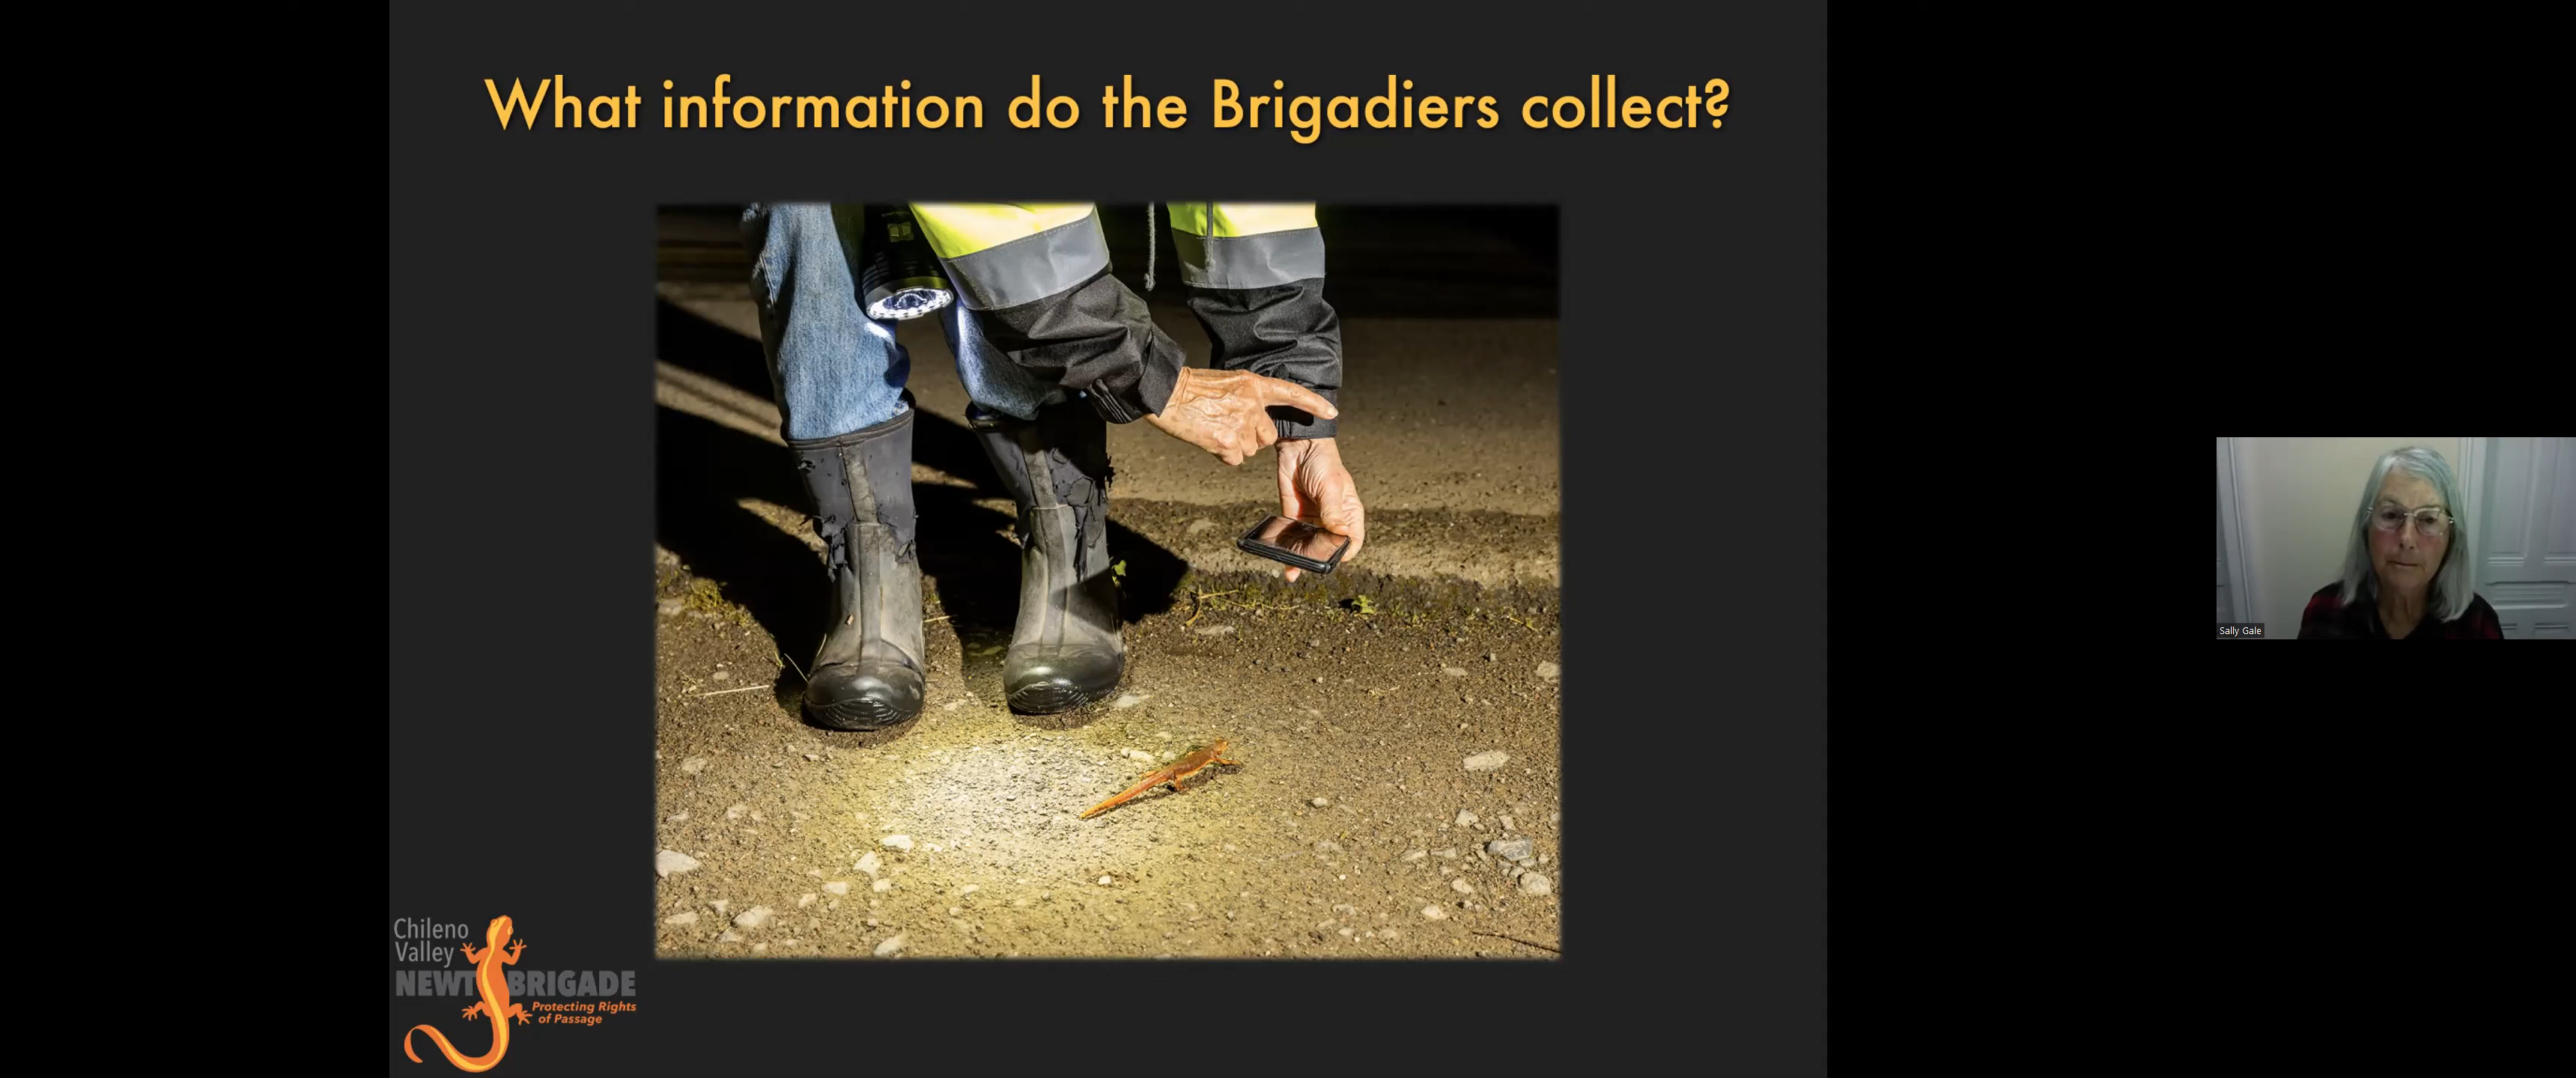 What information do the Brigadiers collect?
Chileno
Valley
NEWT BRIGADE
Protecting Rights
of Passage
Sally Gale